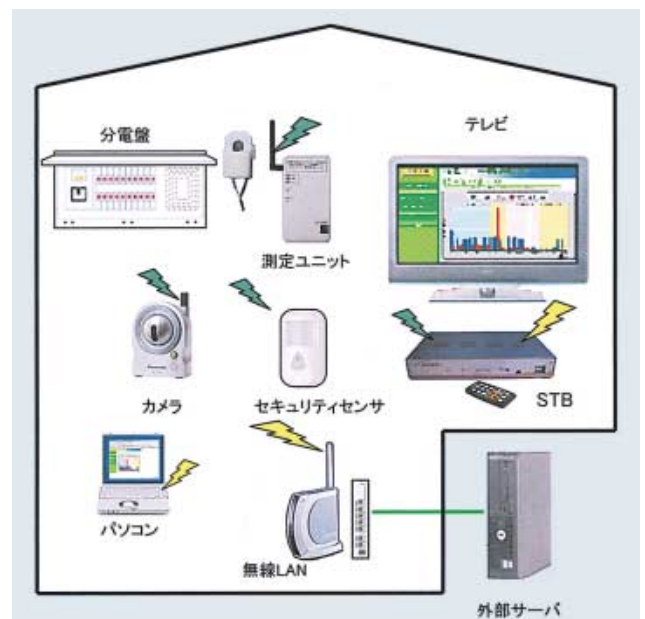 分電盤
テレビ
測定ユニット
カメラ
セキュリティセンサ
STB
パソコン
無線LAN
外部サーバ